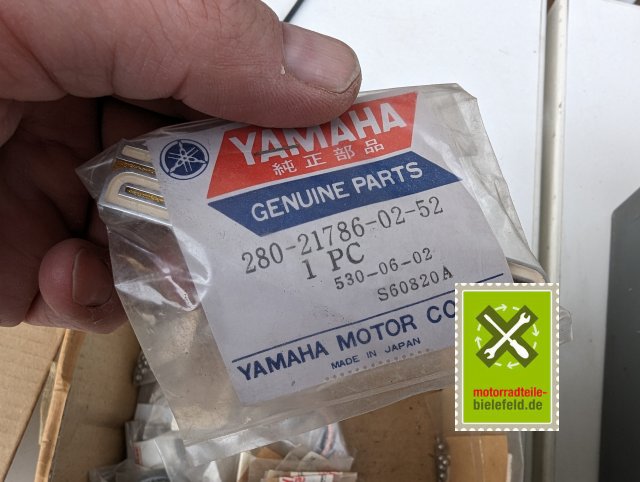 YAMAHA
純正部品
GENUINE PARTS
280-21786-02-52
1 PC
530-06-02
S60820A
YAMAHA MOTOR CO
MADE IN JAPAN
motorradteile-
bielefeld.de